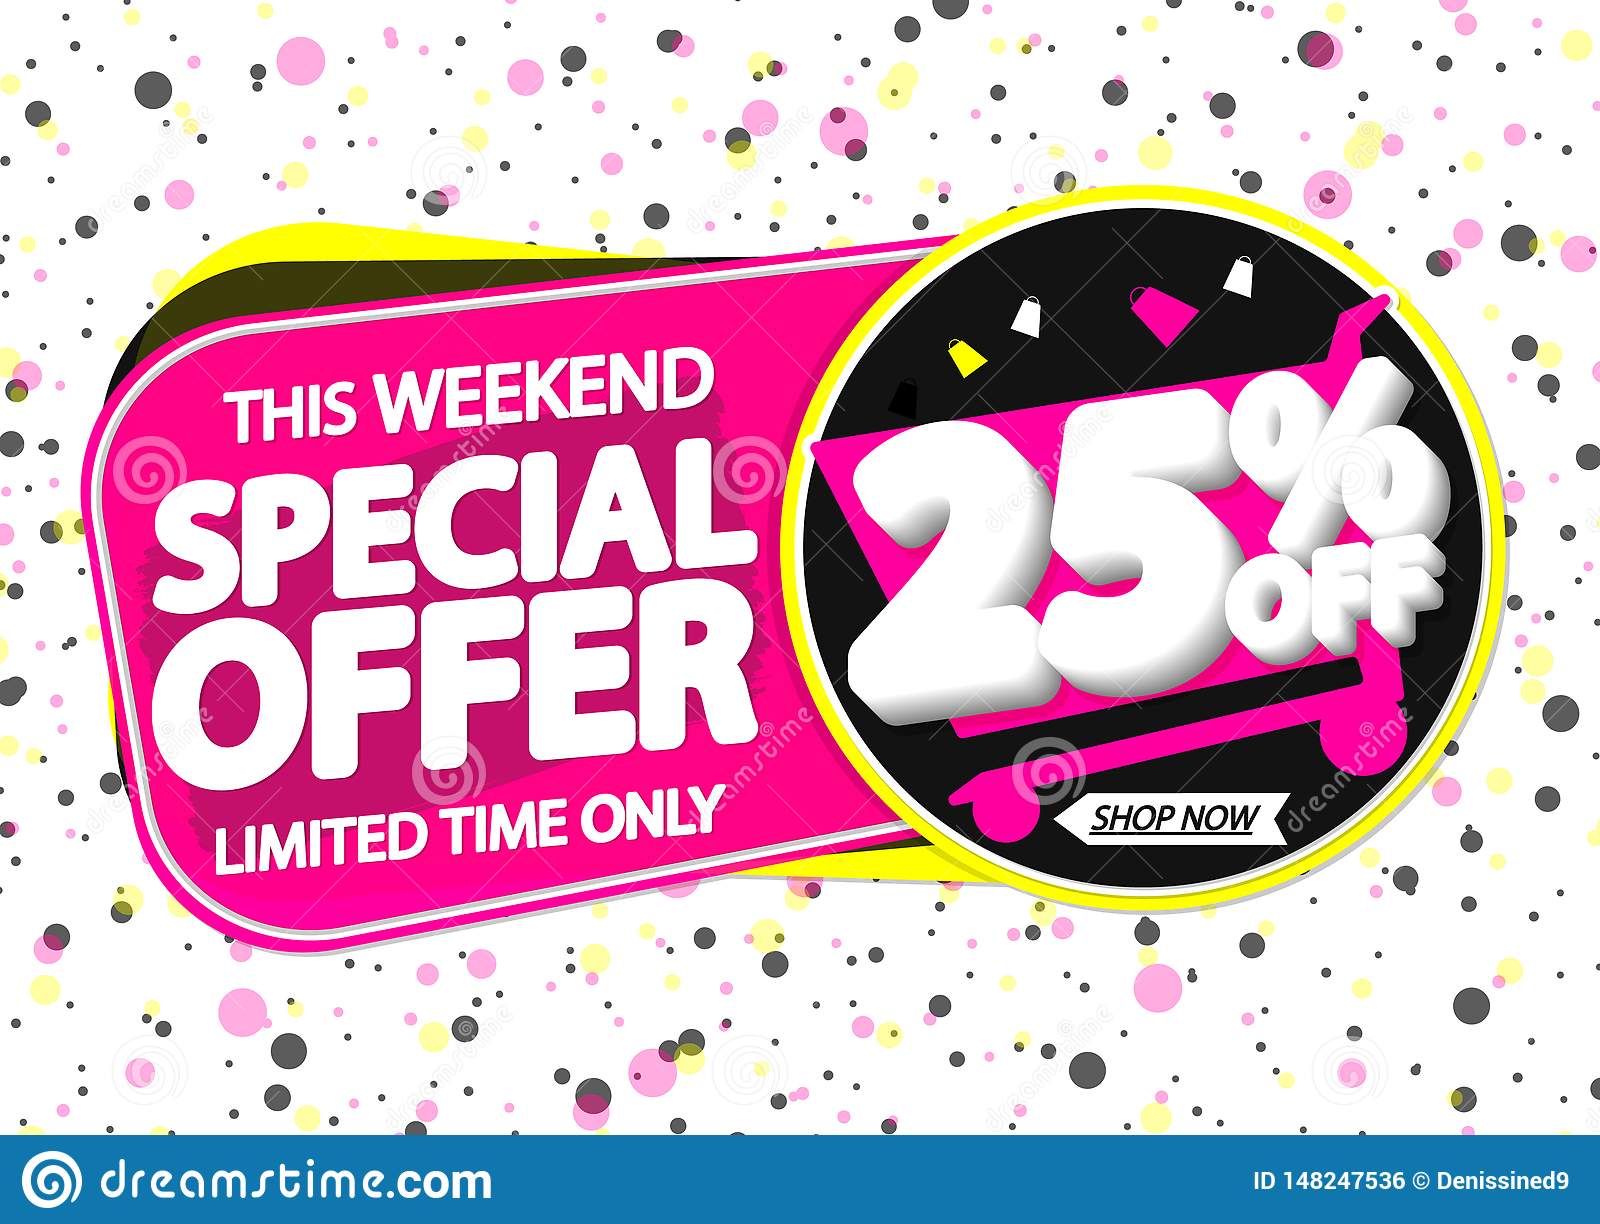 THIS WEEKEND
SPECIAL
OFFER
LIMITED TIME ONLY
25%
OFF
SHOP NOW
dreamstime.com
ID 148247536 © Denissined9